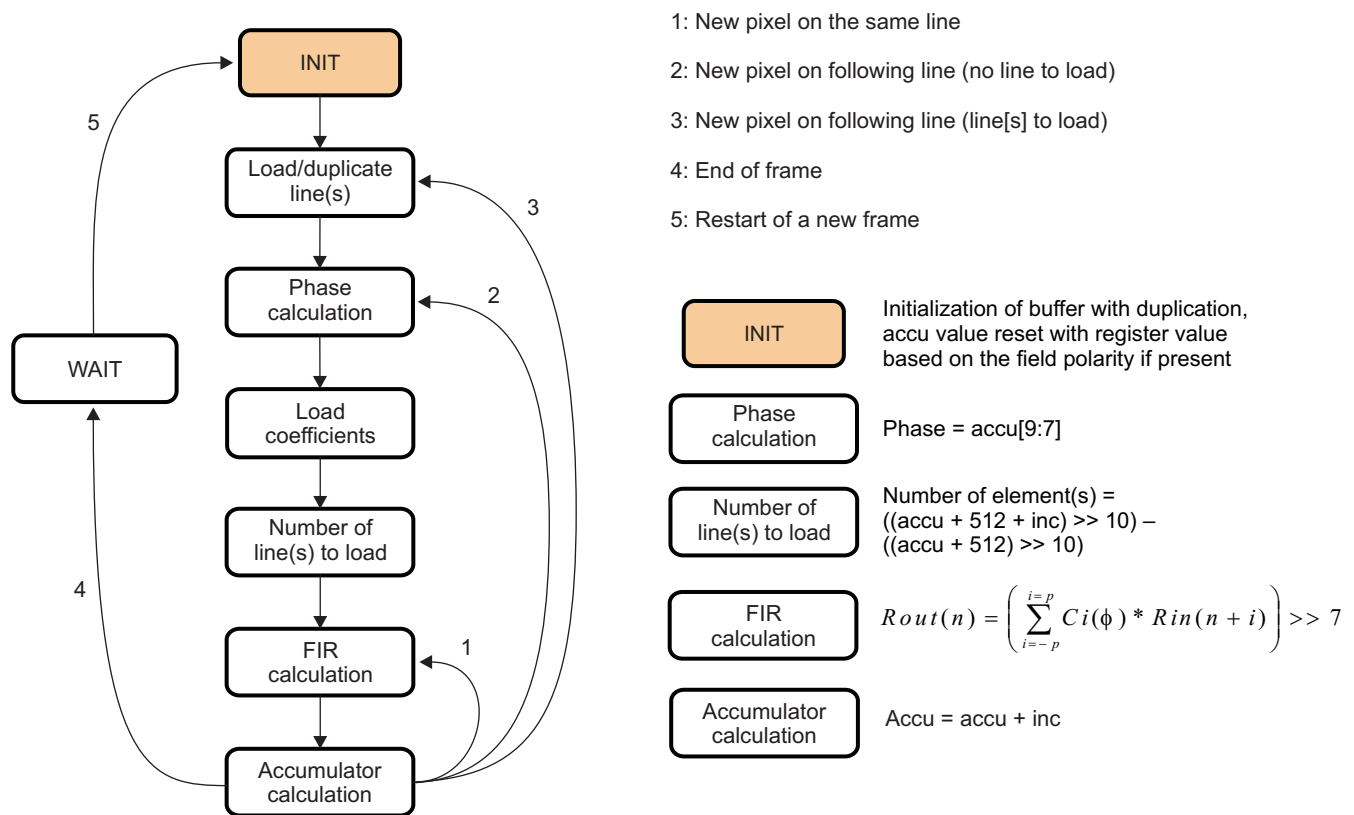 INIT
5
Load/duplicate
line(s)
3
Phase
calculation
2
WAIT
Load
coefficients
Number of
line(s) to load
4
FIR
calculation
1
Accumulator
calculation
1: New pixel on the same line
2: New pixel on following line (no line to load)
3: New pixel on following line (line[s] to load)
4: End of frame
5: Restart of a new frame
INIT
Initialization of buffer with duplication,
accu value reset with register value
based on the field polarity if present
Phase
calculation
Phase = accu[9:7]
Number of
line(s) to load
Number of element(s) =
((accu + 512 + inc) >> 10) –
((accu + 512) >> 10)
FIR
calculation
Rout(n) = ( ∑ i=−p i=p Ci(ϕ) * Rin(n + i) ) >> 7
Accumulator
calculation
Accu = accu + inc